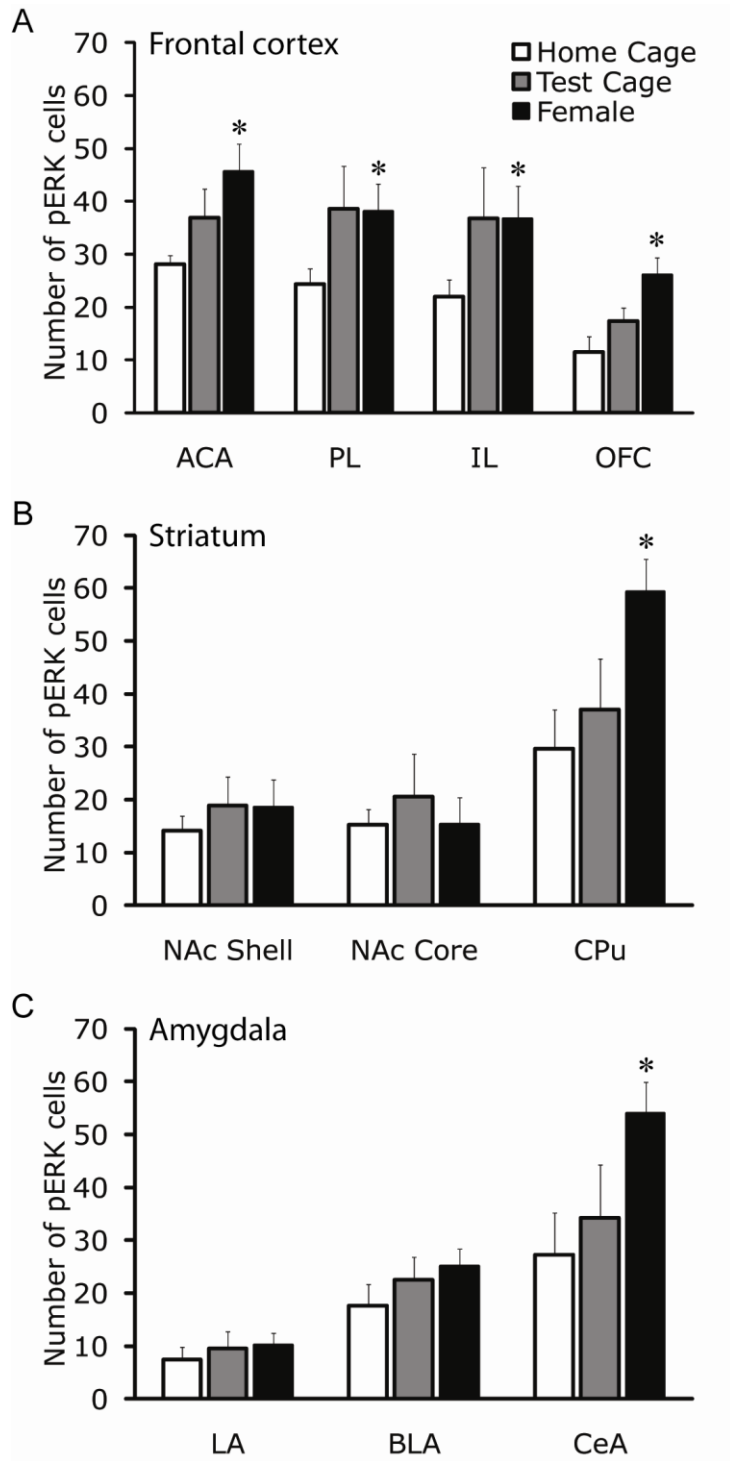 A
Frontal cortex
Home Cage
Test Cage
Female
Number of pERK cells
70
60
50
40
30
20
10
0
*
*
*
*
ACA PL IL OFC
B
Striatum
Number of pERK cells
70
60
50
40
30
20
10
0
*
NAc Shell NAc Core CPu
C
Amygdala
Number of pERK cells
70
60
50
40
30
20
10
0
*
LA BLA CeA